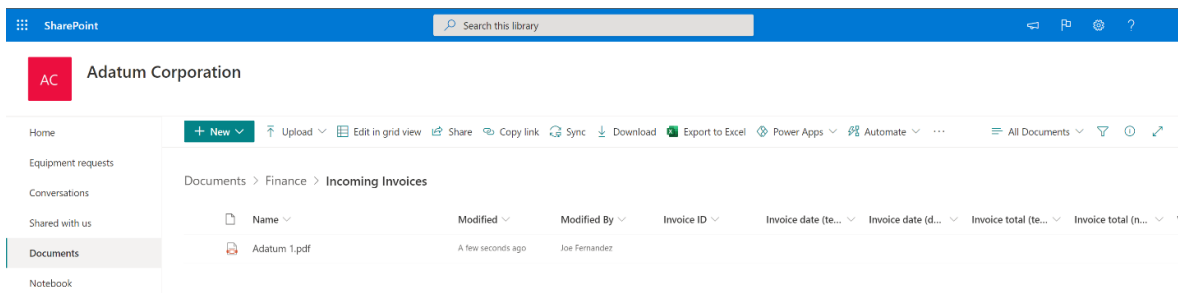 SharePoint Search this library ?
AC Adatum Corporation
Home
Equipment requests
Conversations
Shared with us
Documents
Notebook
+ New Upload Edit in grid view Share Copy link Sync Download Export to Excel Power Apps Automate ... All Documents
Documents > Finance > Incoming Invoices
Name Modified Modified By Invoice ID Invoice date (te... Invoice date (d... Invoice total (te... Invoice total (n...
Adatum 1.pdf A few seconds ago Joe Fernandez